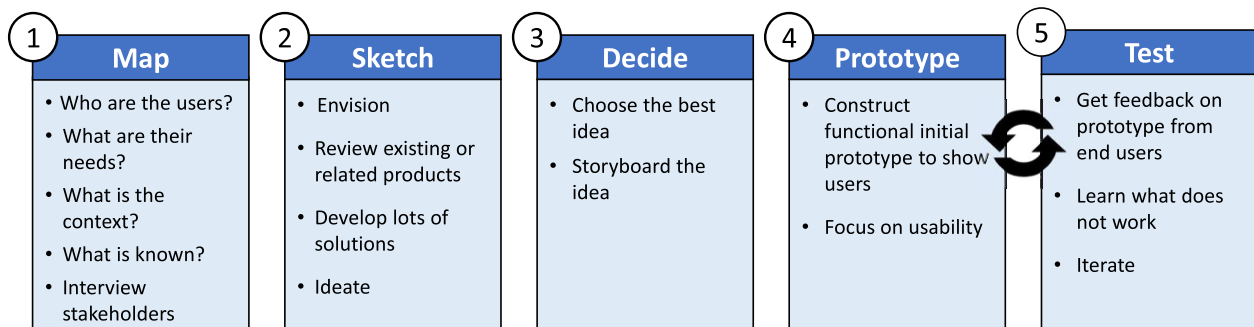 1
Map
• Who are the users?
• What are their
needs?
• What is the
context?
• What is known?
• Interview
stakeholders
2
Sketch
• Envision
• Review existing or
related products
• Develop lots of
solutions
• Ideate
3
Decide
• Choose the best
idea
• Storyboard the
idea
4
Prototype
• Construct
functional initial
prototype to show
users
• Focus on usability
5
Test
• Get feedback on
prototype from
end users
• Learn what does
not work
• Iterate